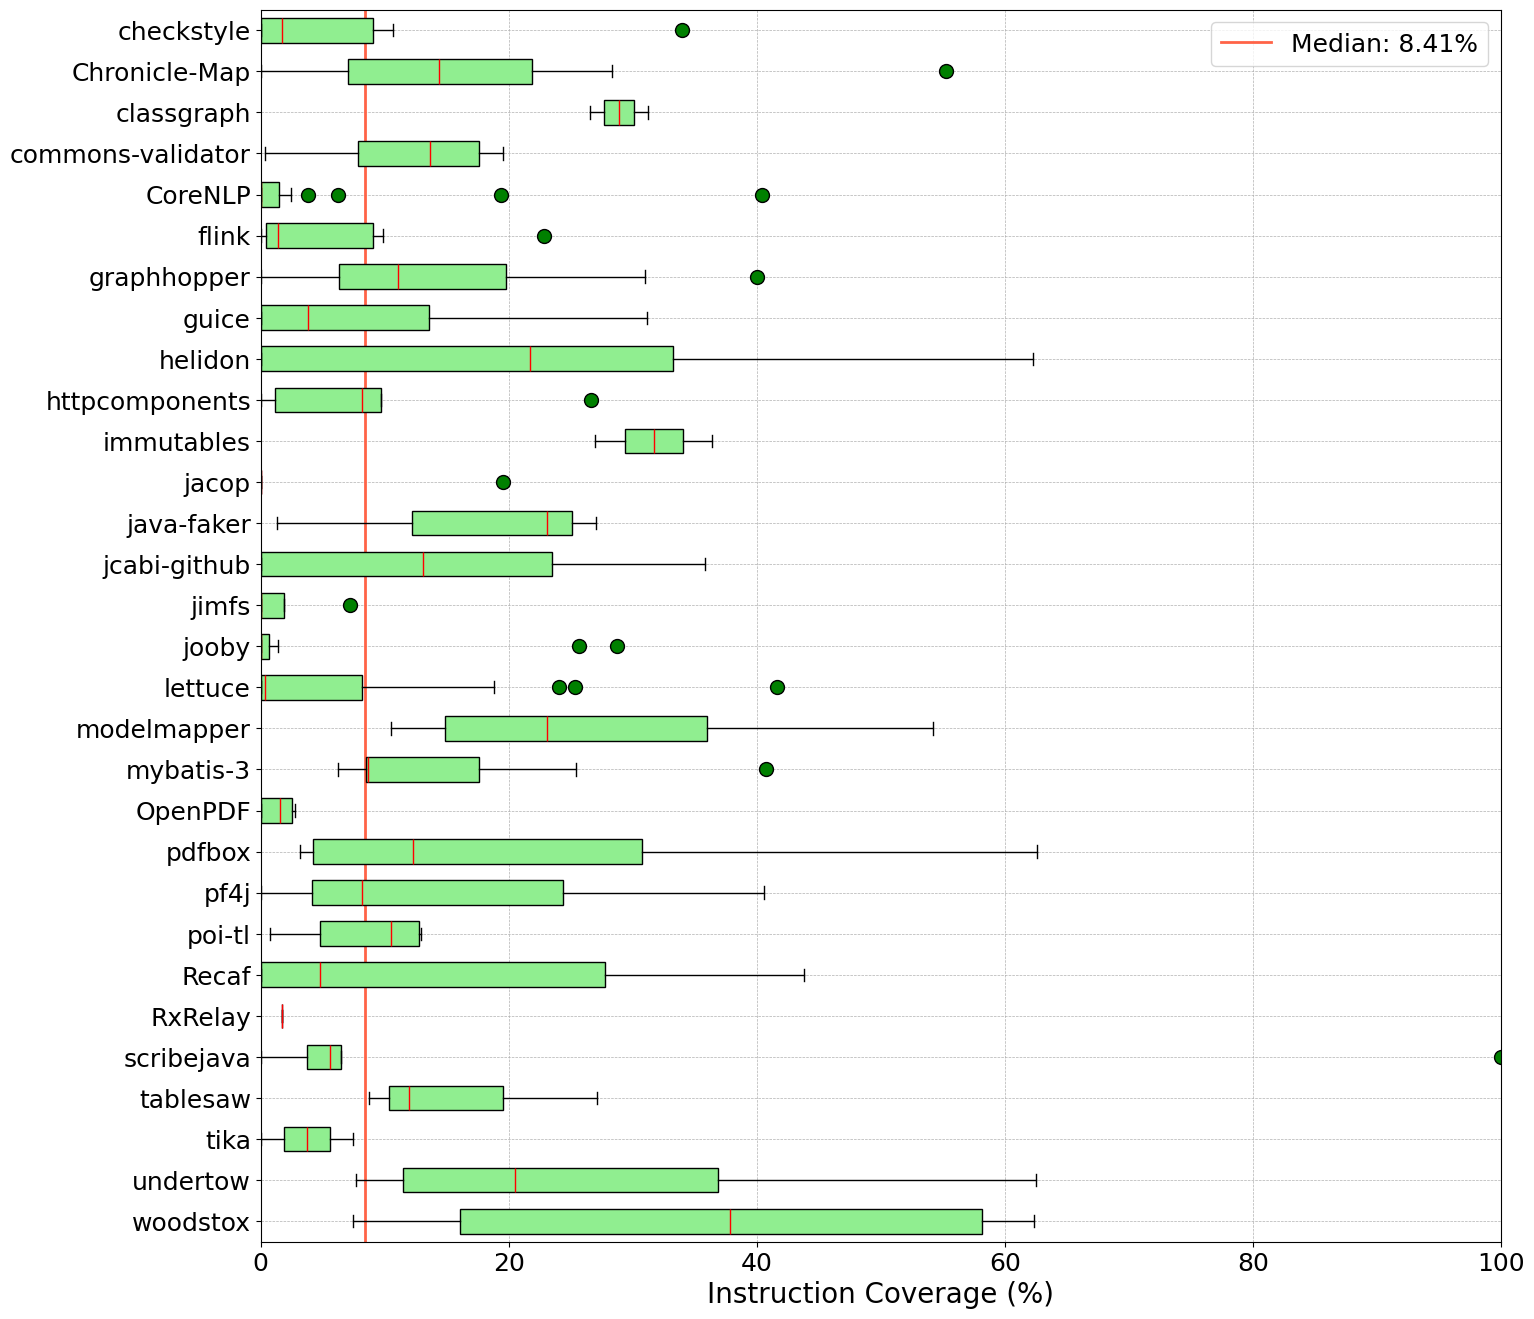 checkstyle
Median: 8.41%
Chronicle-Map
classgraph
commons-validator
CoreNLP
flink
graphhopper
guice
helidon
httpcomponents
immutables
jacop
java-faker
jcabi-github
jimfs
jooby
lettuce
modelmapper
mybatis-3
OpenPDF
pdfbox
pf4j
poi-tl
Recaf
RxRelay
scribejava
tablesaw
tika
undertow
woodstox
0 20 40 60 80 100
Instruction Coverage (%)